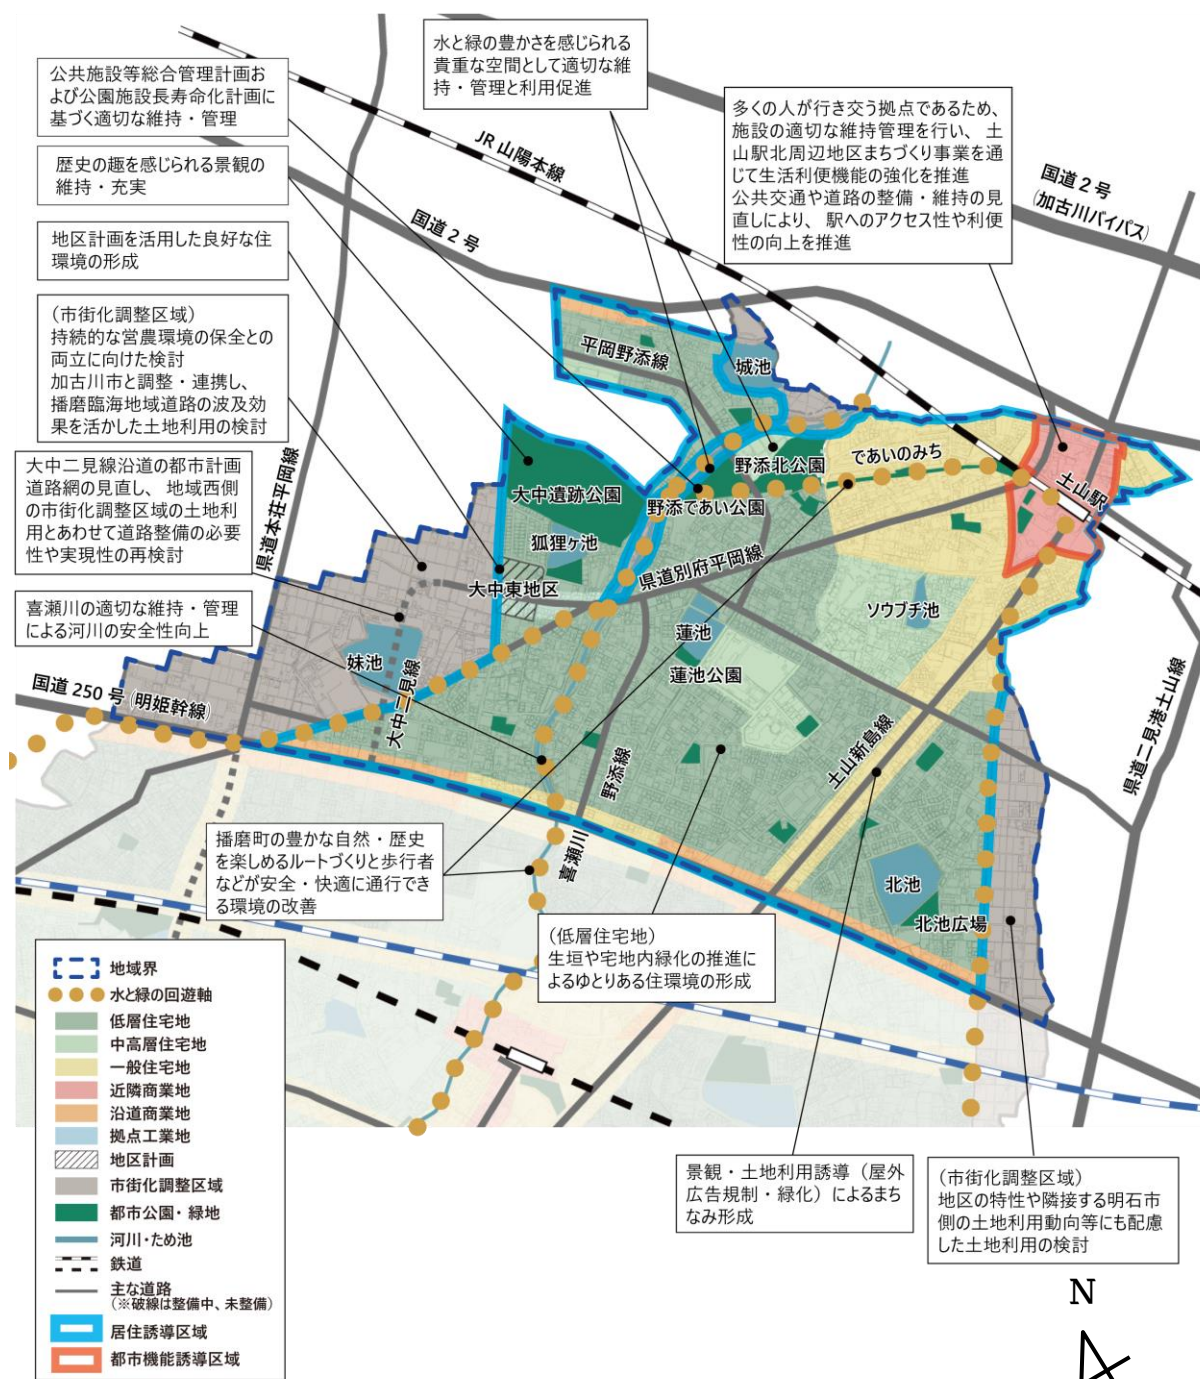 水と緑の豊かさを感じられる
貴重な空間として適切な維
持・管理と利用促進
公共施設等総合管理計画お
よび公園施設長寿命化計画に
基づく適切な維持・管理
歴史の趣を感じられる景観の
維持・充実
地区計画を活用した良好な住
環境の形成
(市街化調整区域)
持続的な営農環境の保全との
両立に向けた検討
加古川市と調整・連携し、
播磨臨海地域道路の波及効
果を活かした土地利用の検討
大中二見線沿道の都市計画
道路網の見直し、地域西側
の市街化調整区域の土地利
用とあわせて道路整備の必要
性や実現性の再検討
喜瀬川の適切な維持・管理
による河川の安全性向上
多くの人が行き交う拠点であるため、
施設の適切な維持管理を行い、土
山駅北周辺地区まちづくり事業を通
じて生活利便機能の強化を推進
公共交通や道路の整備・維持の見
直しにより、駅へのアクセス性や利便
性の向上を推進
JR山陽本線
国道2号
国道2号
(加古川バイパス)
県道本荘平岡線
平岡野添線
城池
野添北公園
であいのみち
土山駅
大中遺跡公園
野添であい公園
狐狸ヶ池
県道別府平岡線
大中東地区
ソウブチ池
蓮池
蓮池公園
妹池
大中二見線
国道250号(明姫幹線)
野添線
土山新島線
県道二見港土山線
喜瀬川
北池
北池広場
播磨町の豊かな自然・歴史
を楽しめるルートづくりと歩行者
などが安全・快適に通行でき
る環境の改善
(低層住宅地)
生垣や宅地内緑化の推進に
よるゆとりある住環境の形成
景観・土地利用誘導(屋外
広告規制・緑化)によるまち
なみ形成
(市街化調整区域)
地区の特性や隣接する明石市
側の土地利用動向等にも配慮
した土地利用の検討
地域界
水と緑の回遊軸
低層住宅地
中高層住宅地
一般住宅地
近隣商業地
沿道商業地
拠点工業地
地区計画
市街化調整区域
都市公園・緑地
河川・ため池
鉄道
主な道路
(※破線は整備中、未整備)
居住誘導区域
都市機能誘導区域
N